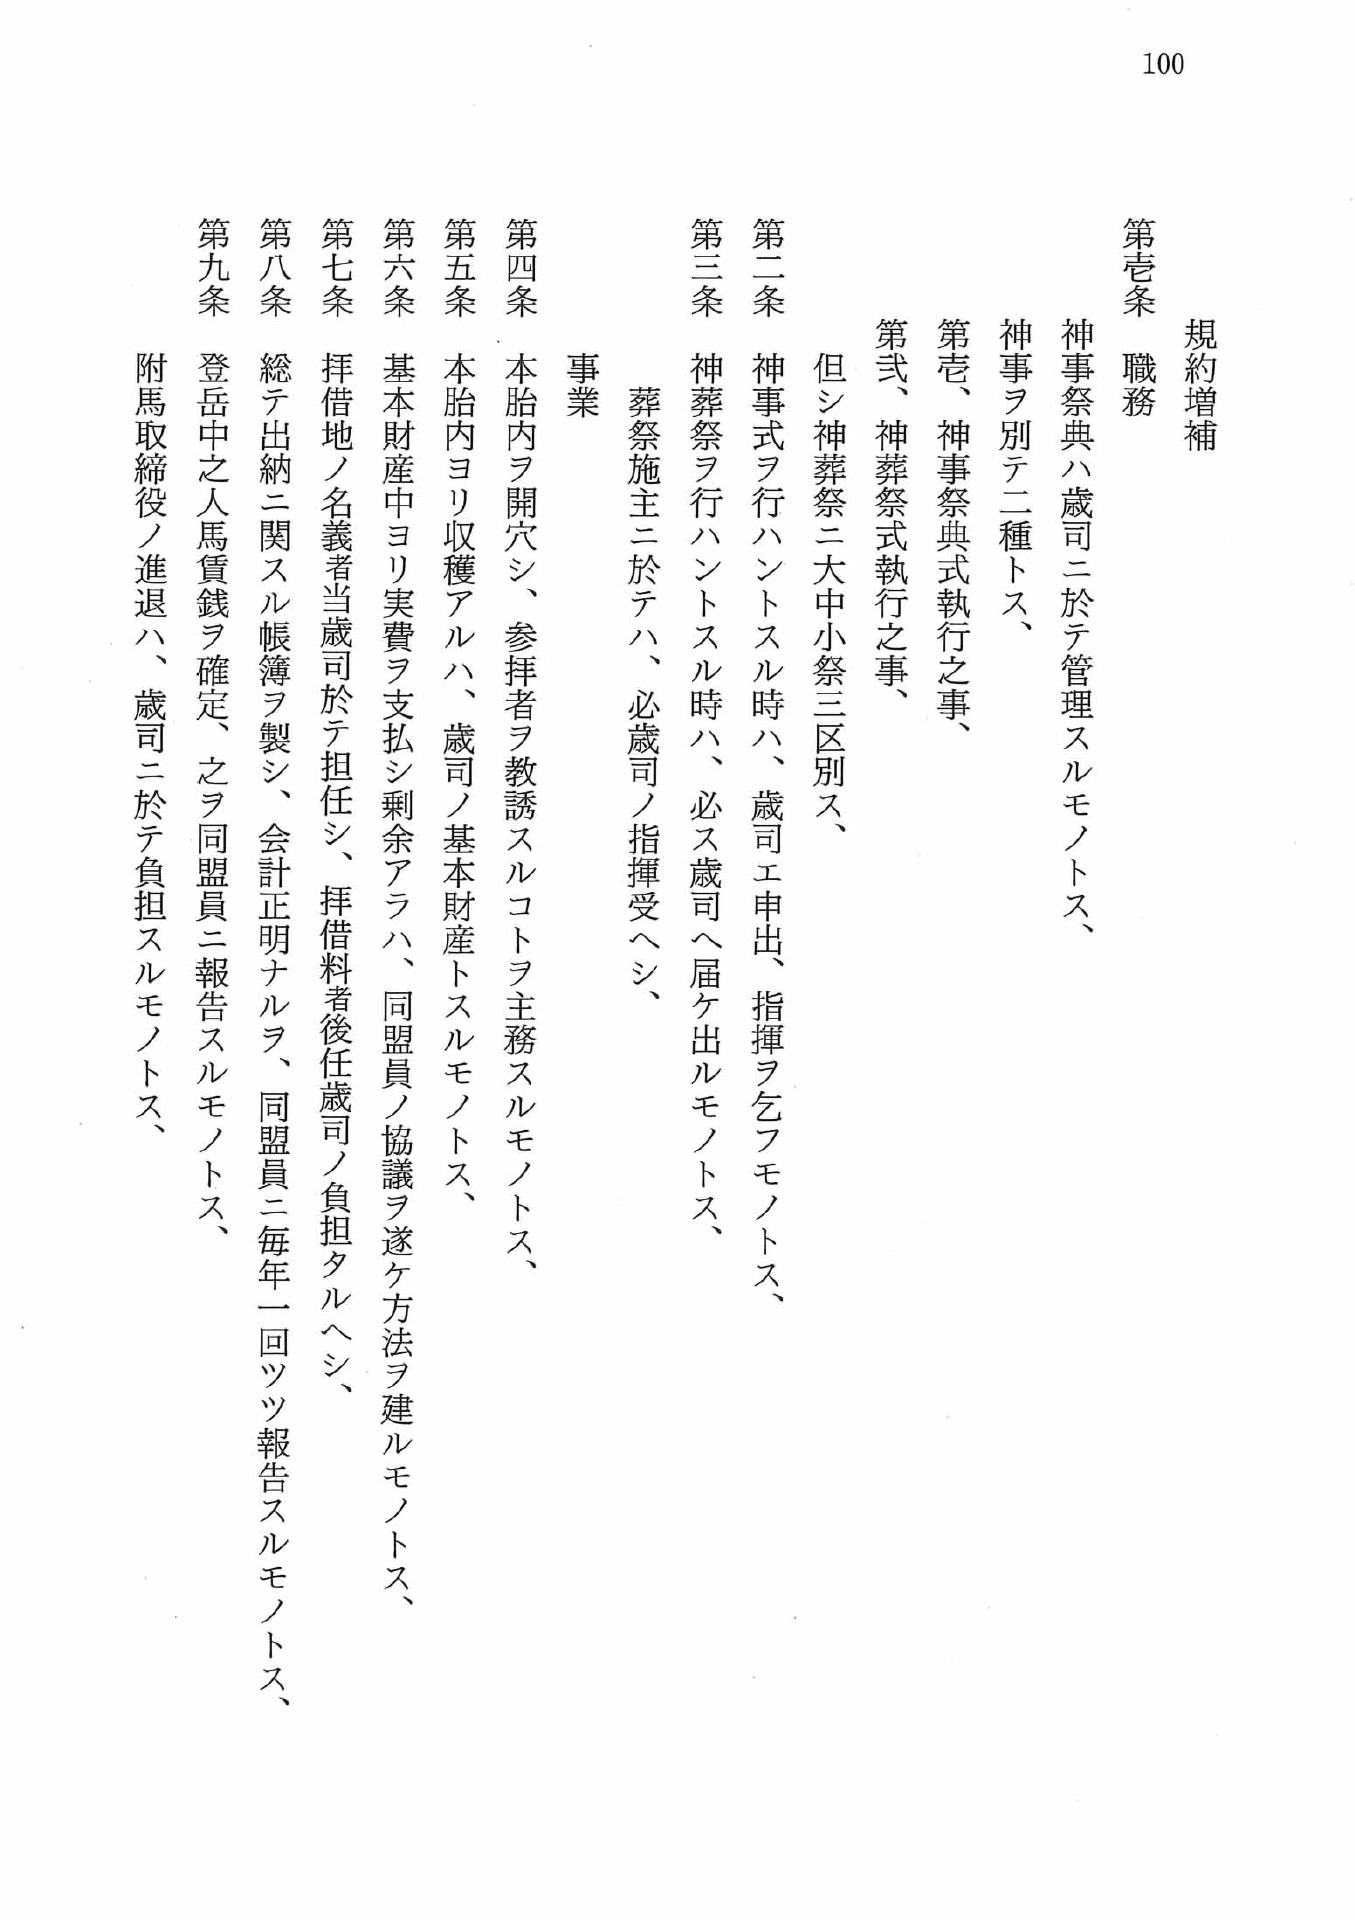 100
規約増補
第壱条　職務
神事祭典ハ歳司ニ於テ管理スルモノトス、
神事ヲ別テ二種トス、
第壱、神事祭典式執行之事、
第弐、神葬祭式執行之事、
但シ神葬祭ニ大中小祭三区別ス、
第二条　神事式ヲ行ハントスル時ハ、歳司エ申出、指揮ヲ乞フモノトス、
第三条　神葬祭ヲ行ハントスル時ハ、必ス歳司ヘ届ケ出ルモノトス、
葬祭施主ニ於テハ、必歳司ノ指揮受ヘシ、
事業
第四条　本胎内ヲ開穴シ、参拝者ヲ教誘スルコトヲ主務スルモノトス、
第五条　本胎内ヨリ収穫アルハ、歳司ノ基本財産トスルモノトス、
第六条　基本財産中ヨリ実費ヲ支払シ剰余アラハ、同盟員ノ協議ヲ遂ケ方法ヲ建ルモノトス、
第七条　拝借地ノ名義者当歳司於テ担任シ、拝借料者後任歳司ノ負担タルヘシ、
第八条　総テ出納ニ関スル帳簿ヲ製シ、会計正明ナルヲ、同盟員ニ毎年一回ツツ報告スルモノトス、
第九条　登岳中之人馬賃銭ヲ確定、之ヲ同盟員ニ報告スルモノトス、
附馬取締役ノ進退ハ、歳司ニ於テ負担スルモノトス、